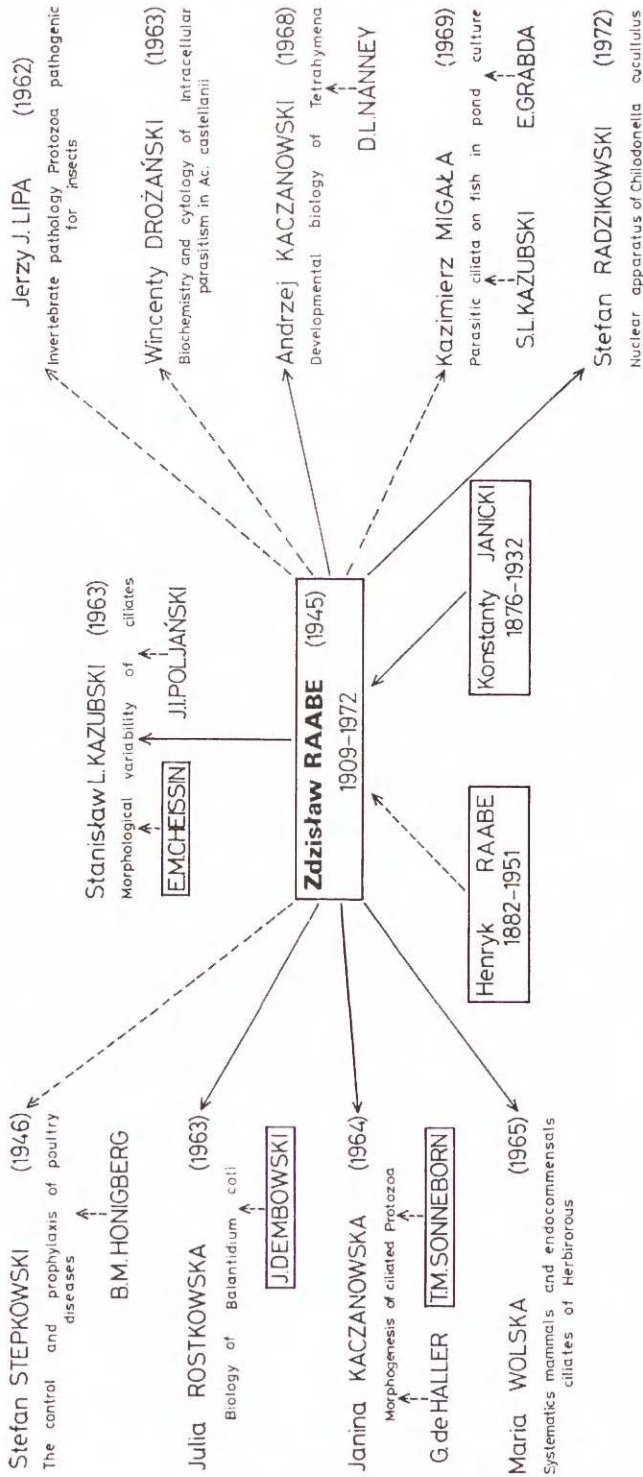 Stefan STEPKOWSKI (1946)
The control and prophylaxis of poultry
diseases
B.M. HONIGBERG
Julia ROSTKOWSKA (1963)
Biology of Balantidium coli
J.DEMBOWSKI
Janina KACZANOWSKA (1964)
Morphogenesis of ciliated Protozoa
G. de HALLER T.M.SONNEBORN
Maria WOLSKA (1965)
Systematics mammals and endocommensals
ciliates of Herbirorous
Stanisław L. KAZUBSKI (1963)
Morphological variability of ciliates
E.M.CHEISSIN J.I.POLJAŃSKI
Zdzisław RAABE (1945)
1909-1972
Henryk RAABE
1882-1951
Konstanty JANICKI
1876-1932
Jerzy J. LIPA (1962)
Invertebrate pathology Protozoa pathogenic
for insects
Wincenty DROŻAŃSKI (1963)
Biochemistry and cytology of Intracellular
parasitism in Ac. castellanii
Andrzej KACZANOWSKI (1968)
Developmental biology of Tetrahymena
D.L.NANNEY
Kazimierz MIGAŁA (1969)
Parasitic ciliata on fish in pond culture
S.L.KAZUBSKI E.GRABDA
Stefan RADZIKOWSKI (1972)
Nuclear apparatus of Chilodonella cucullulus